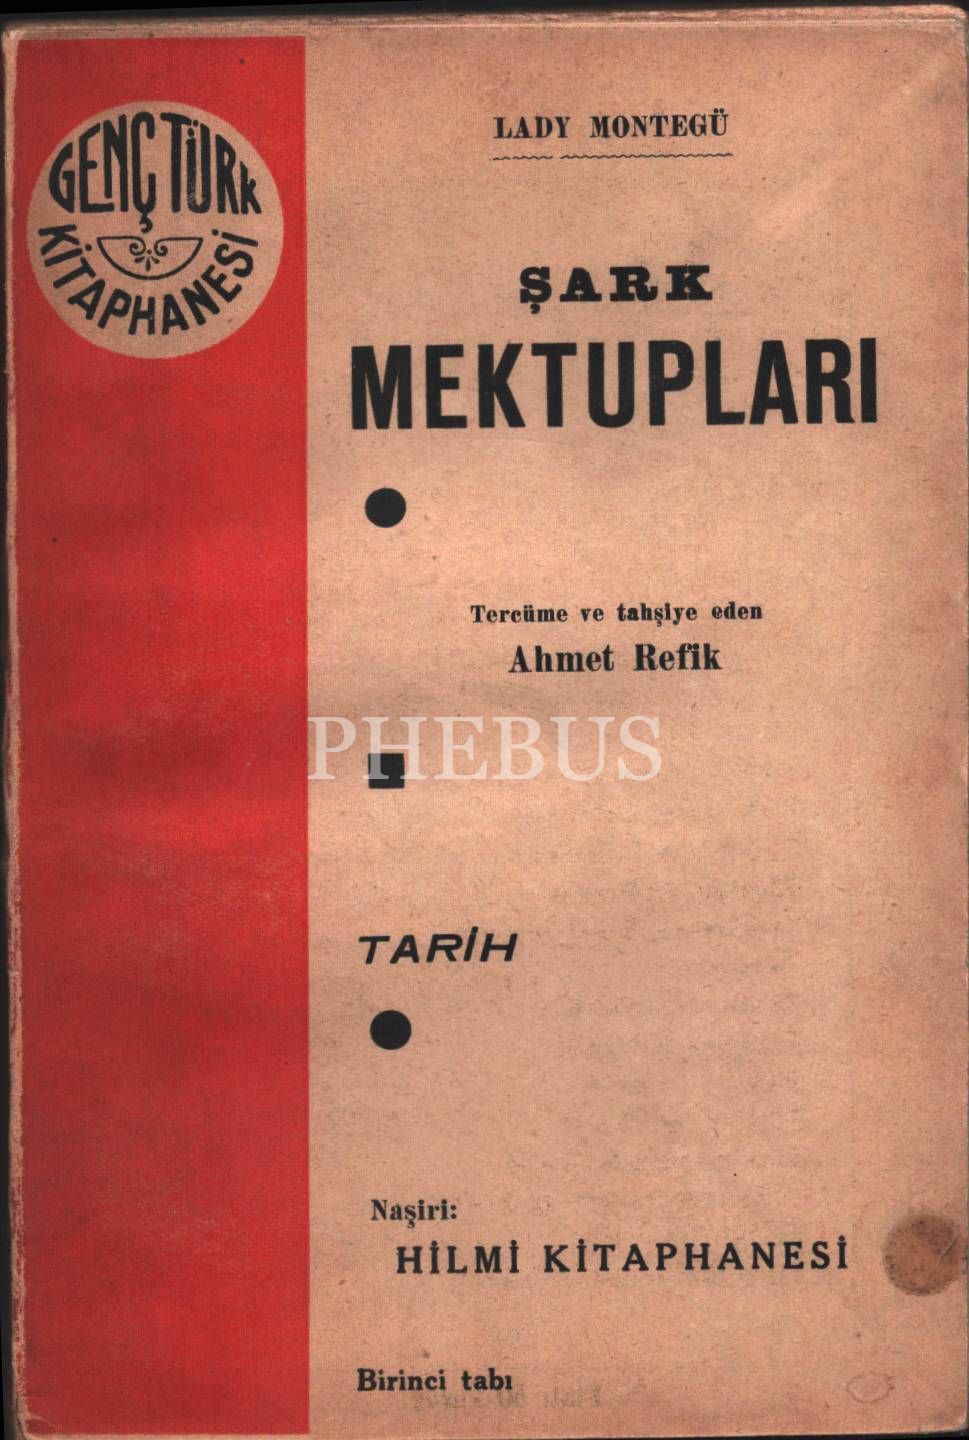 GENÇ TÜRK
KİTAPHANESİ
LADY MONTEGÜ
ŞARK
MEKTUPLARI
Tercüme ve tahşiye eden
Ahmet Refik
PHEBUS
TARİH
Naşiri:
HİLMİ KİTAPHANESİ
Birinci tabı